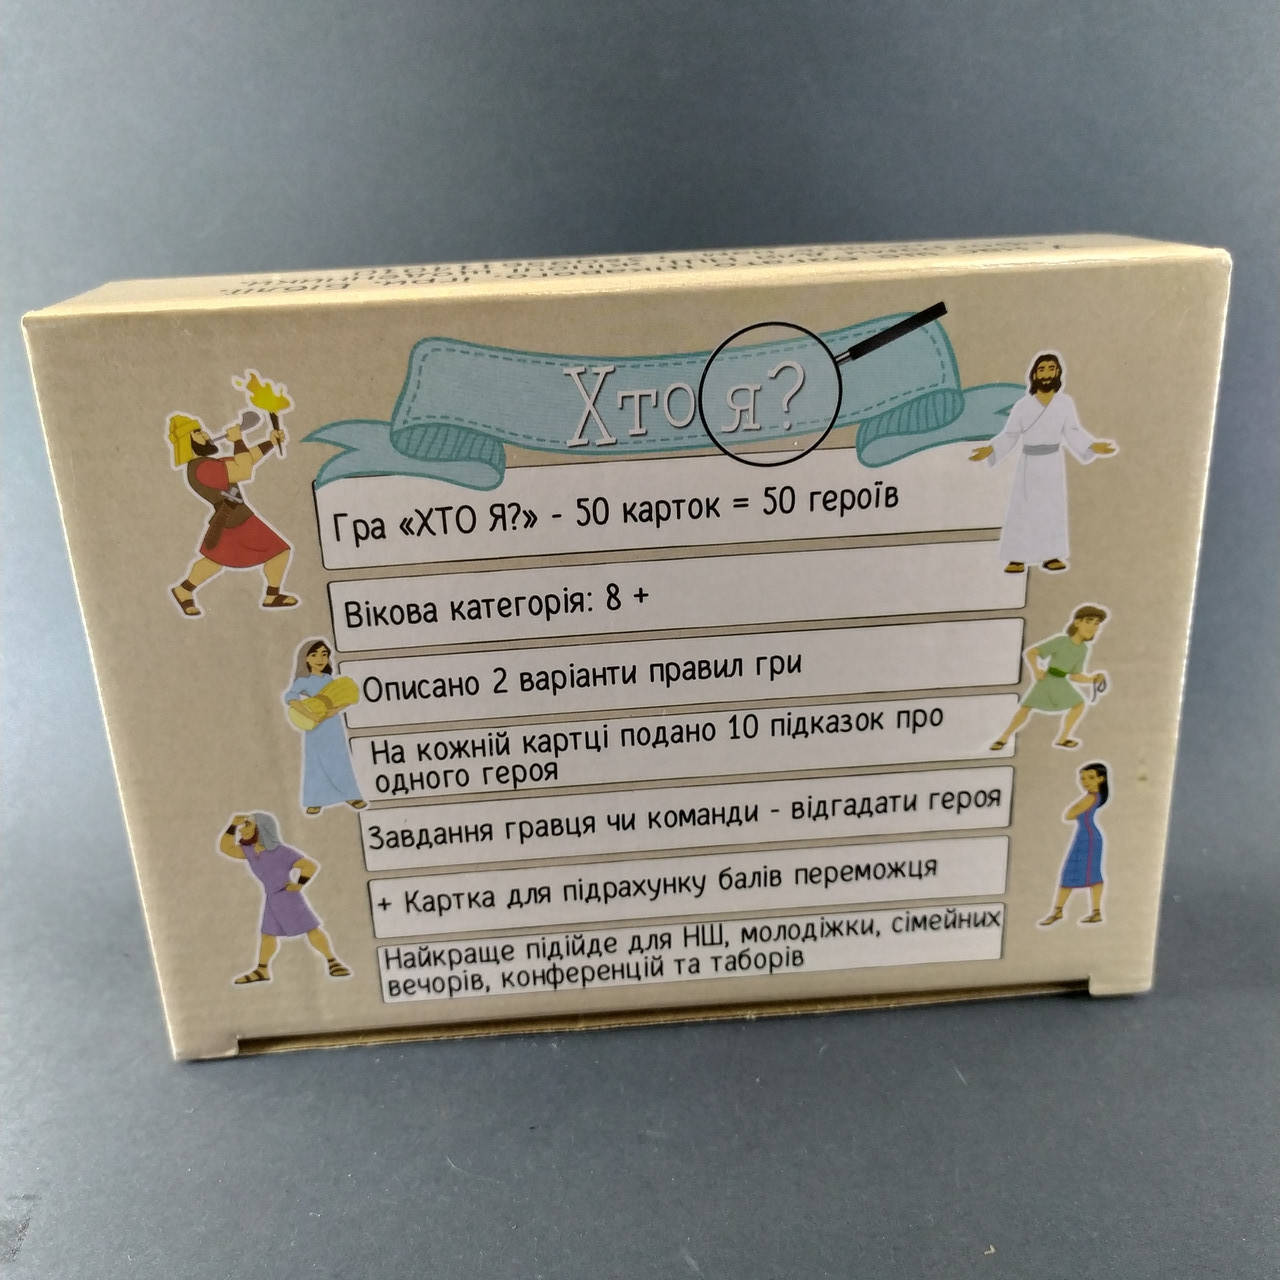 Хто я?
Гра «ХТО Я?» - 50 карток = 50 героїв
Вікова категорія: 8 +
Описано 2 варіанти правил гри
На кожній картці подано 10 підказок про
одного героя
Завдання гравця чи команди - відгадати героя
+ Картка для підрахунку балів переможця
Найкраще підійде для НШ, молодіжки, сімейних
вечорів, конференцій та таборів